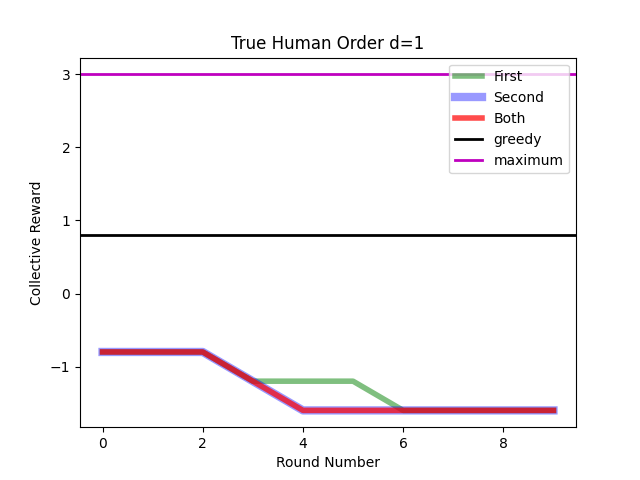 True Human Order d=1
3
2
1
0
−1
Collective Reward
First
Second
Both
greedy
maximum
0 2 4 6 8
Round Number